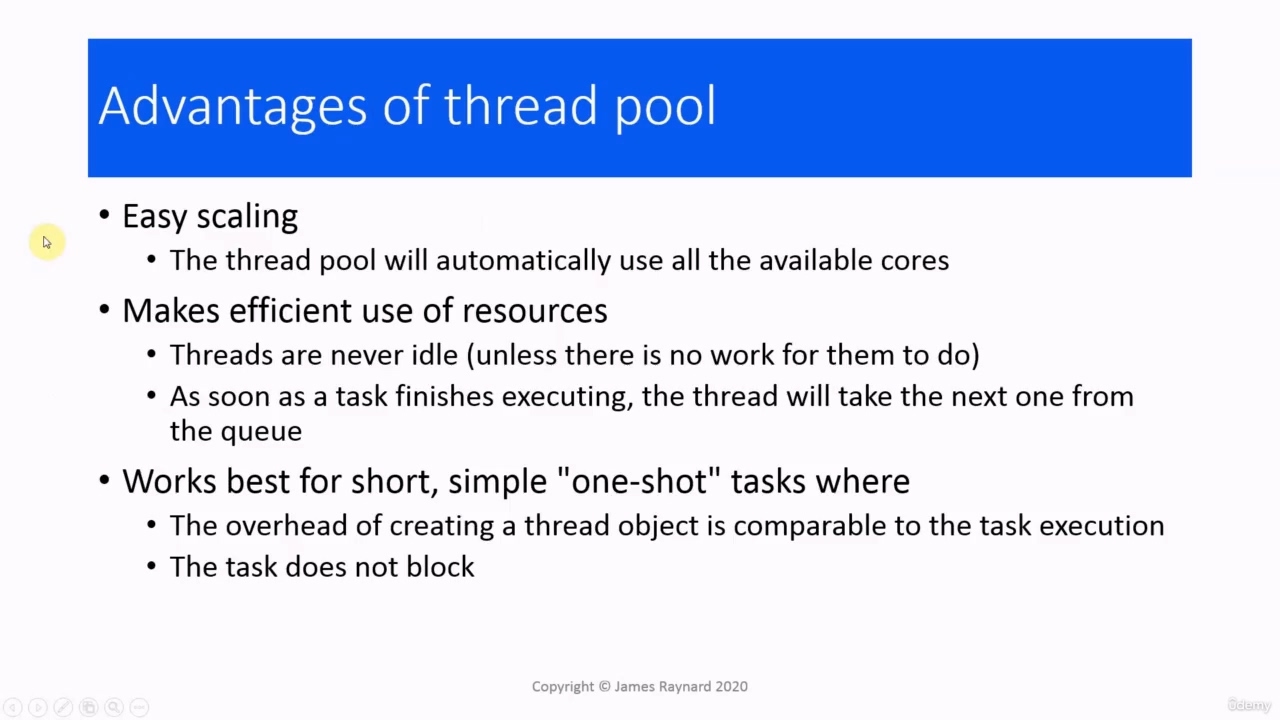 Advantages of thread pool
• Easy scaling
• The thread pool will automatically use all the available cores
• Makes efficient use of resources
• Threads are never idle (unless there is no work for them to do)
• As soon as a task finishes executing, the thread will take the next one from
the queue
• Works best for short, simple "one-shot" tasks where
• The overhead of creating a thread object is comparable to the task execution
• The task does not block
Copyright © James Raynard 2020
ûdemy